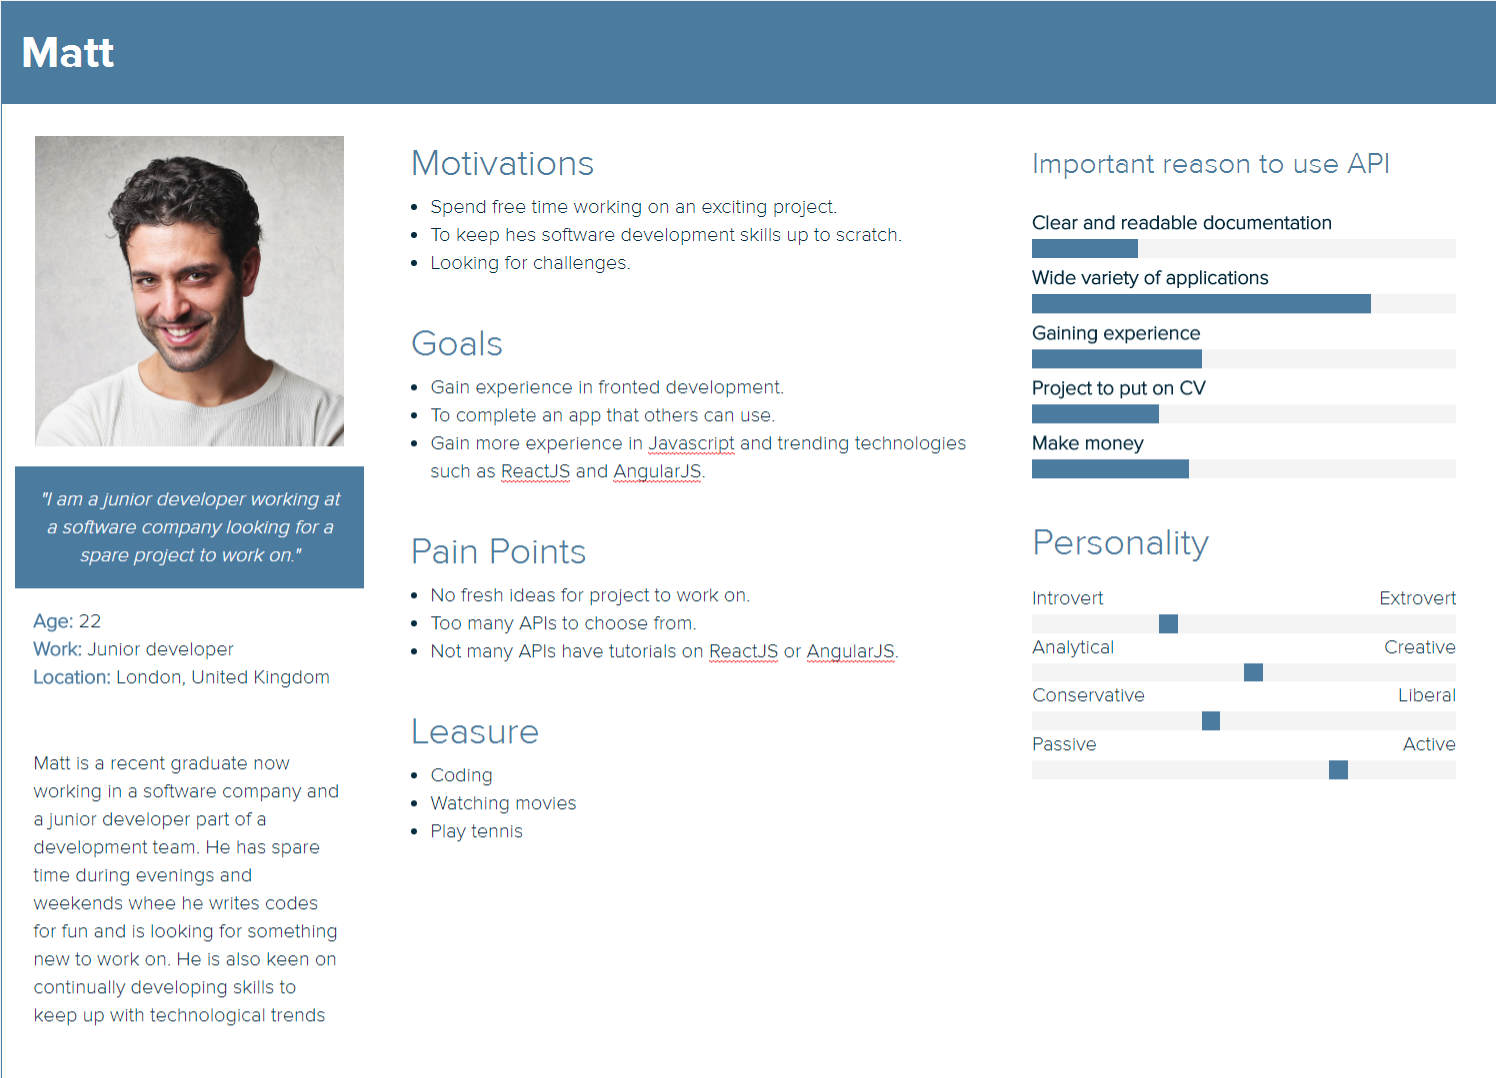 Matt
"I am a junior developer working at
a software company looking for a
spare project to work on."
Age: 22
Work: Junior developer
Location: London, United Kingdom
Matt is a recent graduate now
working in a software company and
a junior developer part of a
development team. He has spare
time during evenings and
weekends whee he writes codes
for fun and is looking for something
new to work on. He is also keen on
continually developing skills to
keep up with technological trends
Motivations
• Spend free time working on an exciting project.
• To keep hes software development skills up to scratch.
• Looking for challenges.
Goals
• Gain experience in fronted development.
• To complete an app that others can use.
• Gain more experience in Javascript and trending technologies
such as ReactJS and AngularJS.
Pain Points
• No fresh ideas for project to work on.
• Too many APIs to choose from.
• Not many APIs have tutorials on ReactJS or AngularJS.
Leasure
• Coding
• Watching movies
• Play tennis
Important reason to use API
Clear and readable documentation
Wide variety of applications
Gaining experience
Project to put on CV
Make money
Personality
Introvert Extrovert
Analytical Creative
Conservative Liberal
Passive Active